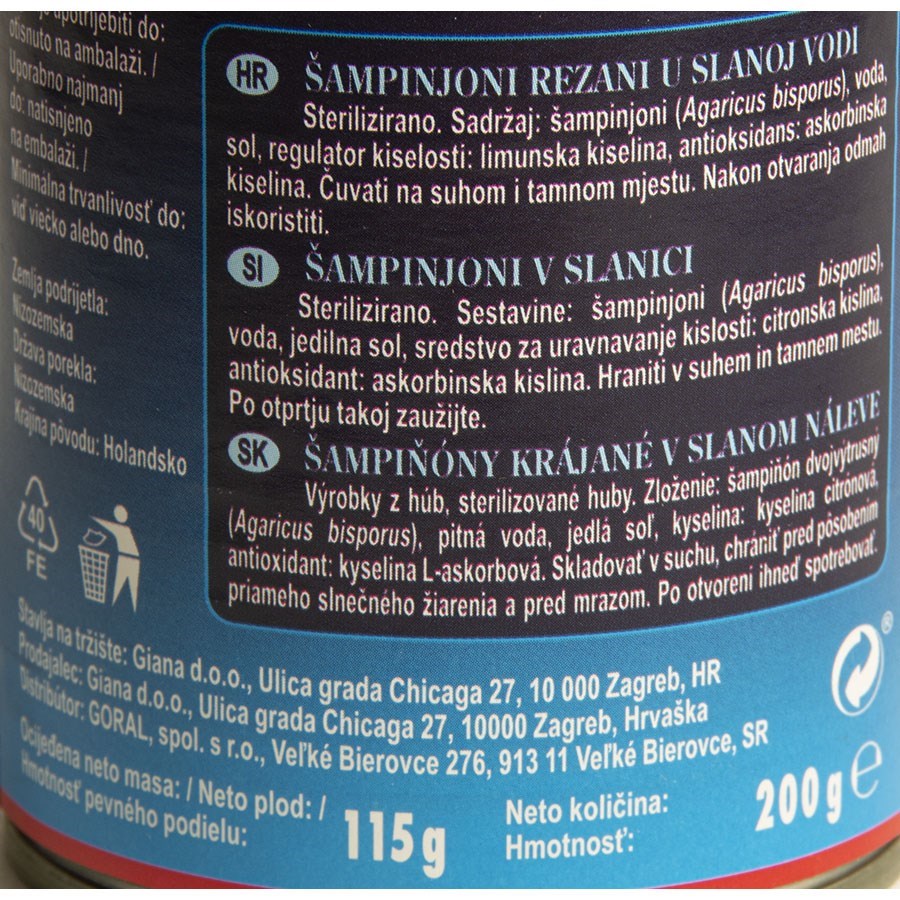 upotrijebiti do:
otisnuto na ambalaži. /
Uporabno najmanj
do: natisnjeno
na embalaži. /
Minimálna trvanlivosť do:
viď viečko alebo dno.
Zemlja podrijetla:
Nizozemska
Država porekla:
Nizozemska
Krajina pôvodu: Holandsko
40
FE
HR ŠAMPINJONI REZANI U SLANOJ VODI
Sterilizirano. Sadržaj: šampinjoni (Agaricus bisporus), voda,
sol, regulator kiselosti: limunska kiselina, antioksidans: askorbinska
kiselina. Čuvati na suhom i tamnom mjestu. Nakon otvaranja odmah
iskoristiti.
SI ŠAMPINJONI V SLANICI
Sterilizirano. Sestavine: šampinjoni (Agaricus bisporus),
voda, jedilna sol, sredstvo za uravnavanje kislosti: citronska kislina,
antioksidant: askorbinska kislina. Hraniti v suhem in tamnem mestu.
Po otprtju takoj zaužijte.
SK ŠAMPIŇÓNY KRÁJANÉ V SLANOM NÁLEVE
Výrobky z húb, sterilizované huby. Zloženie: šampiňón dvojvýtrusný
(Agaricus bisporus), pitná voda, jedlá soľ, kyselina: kyselina citrónová,
antioxidant: kyselina L-askorbová. Skladovať v suchu, chrániť pred pôsobením
priameho slnečného žiarenia a pred mrazom. Po otvorení ihneď spotrebovať.
Stavlja na tržište: Giana d.o.o., Ulica grada Chicaga 27, 10 000 Zagreb, HR
Prodajalec: Giana d.o.o., Ulica grada Chicaga 27, 10000 Zagreb, Hrvaška
Distribútor: GORAL, spol. s r.o., Veľké Bierovce 276, 913 11 Veľké Bierovce, SR
Ocijeđena neto masa: / Neto plod: /
Hmotnosť pevného podielu:
115 g
Neto količina:
Hmotnosť:
200 g ℮
®